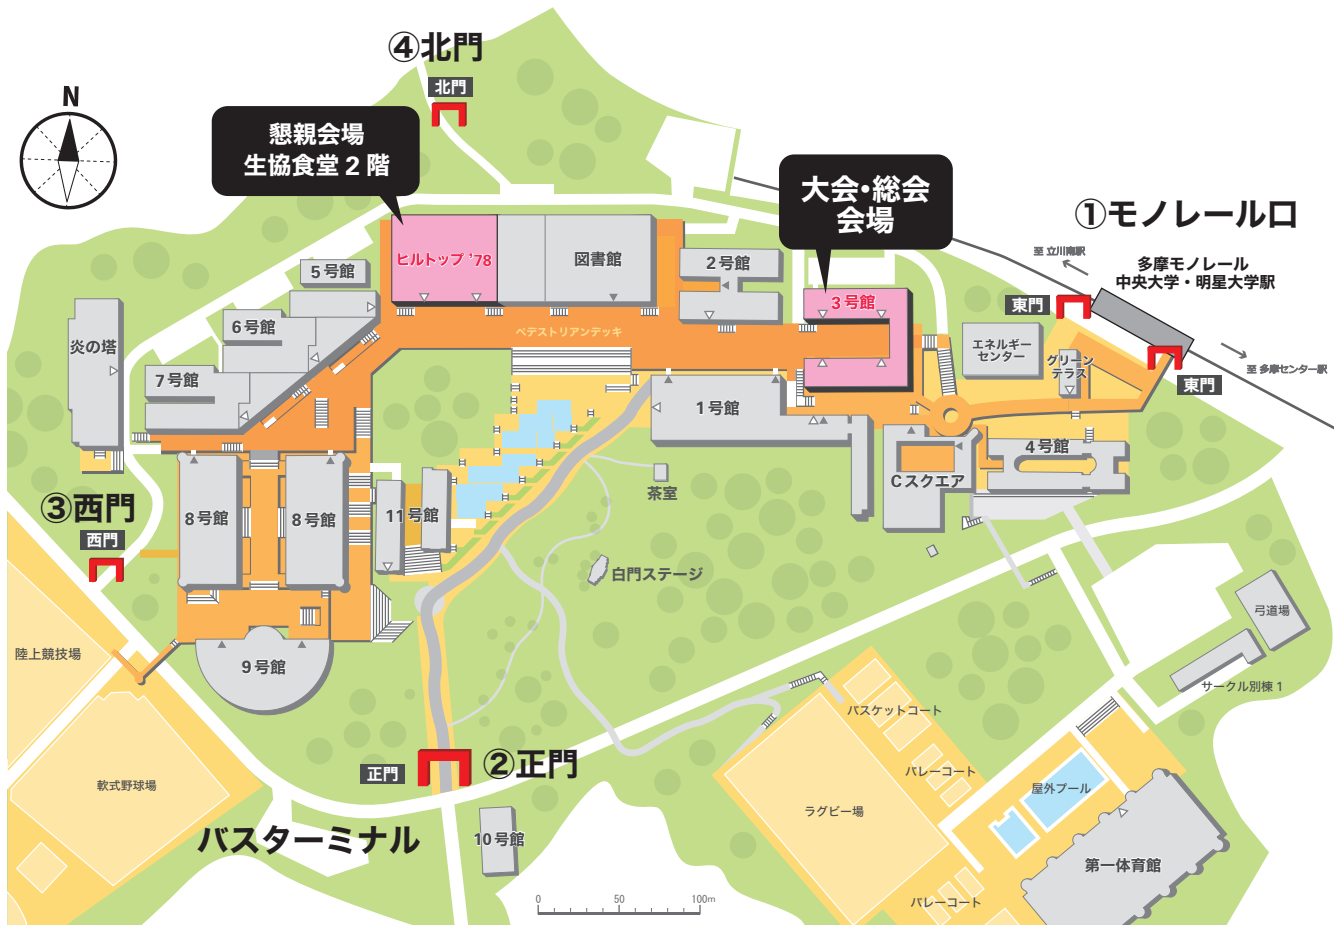 ④北門
北門
N
懇親会場
生協食堂2階
大会・総会
会場
①モノレール口
至 立川南駅
多摩モノレール
中央大学・明星大学駅
東門
東門
至 多摩センター駅
ヒルトップ ’78
図書館
2号館
3号館
5号館
6号館
7号館
炎の塔
ペデストリアンデッキ
エネルギー
センター
グリーン
テラス
1号館
4号館
Cスクエア
茶室
白門ステージ
③西門
西門
8号館
8号館
11号館
9号館
陸上競技場
軟式野球場
正門
②正門
バスターミナル
10号館
弓道場
サークル別棟1
バスケットコート
バレーコート
屋外プール
ラグビー場
第一体育館
バレーコート
0
50
100m